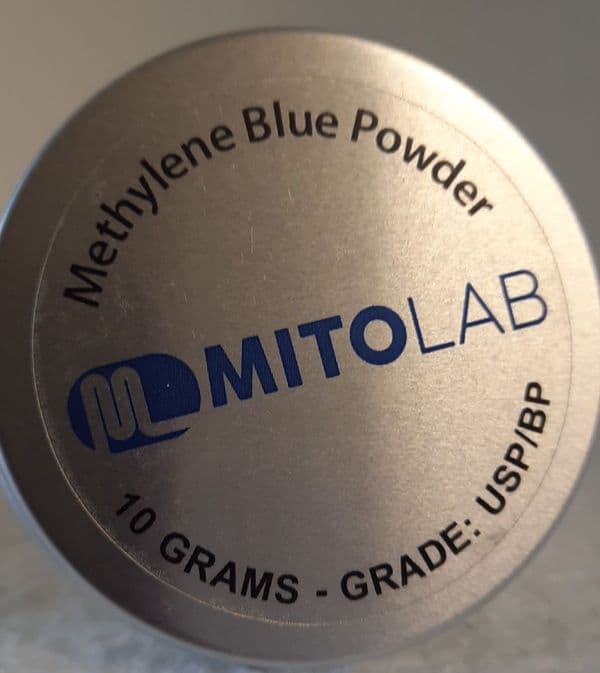 Methylene Blue Powder
MITOLAB
10 GRAMS - GRADE: USP/BP